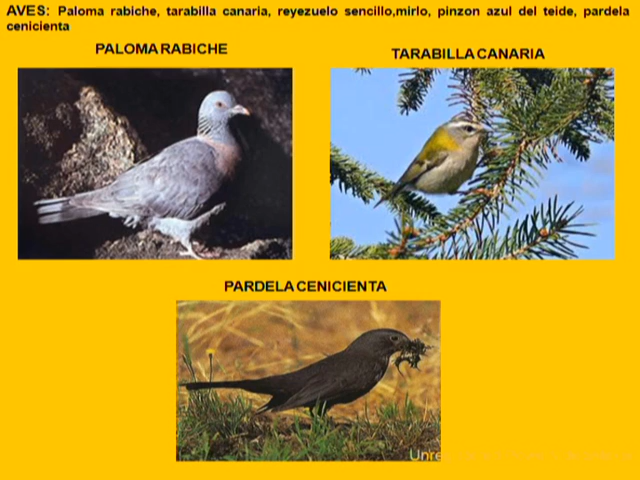 AVES: Paloma rabiche, tarabilla canaria, reyezuelo sencillo,mirlo, pinzon azul del teide, pardela
cenicienta
PALOMA RABICHE
TARABILLA CANARIA
PARDELA CENICIENTA